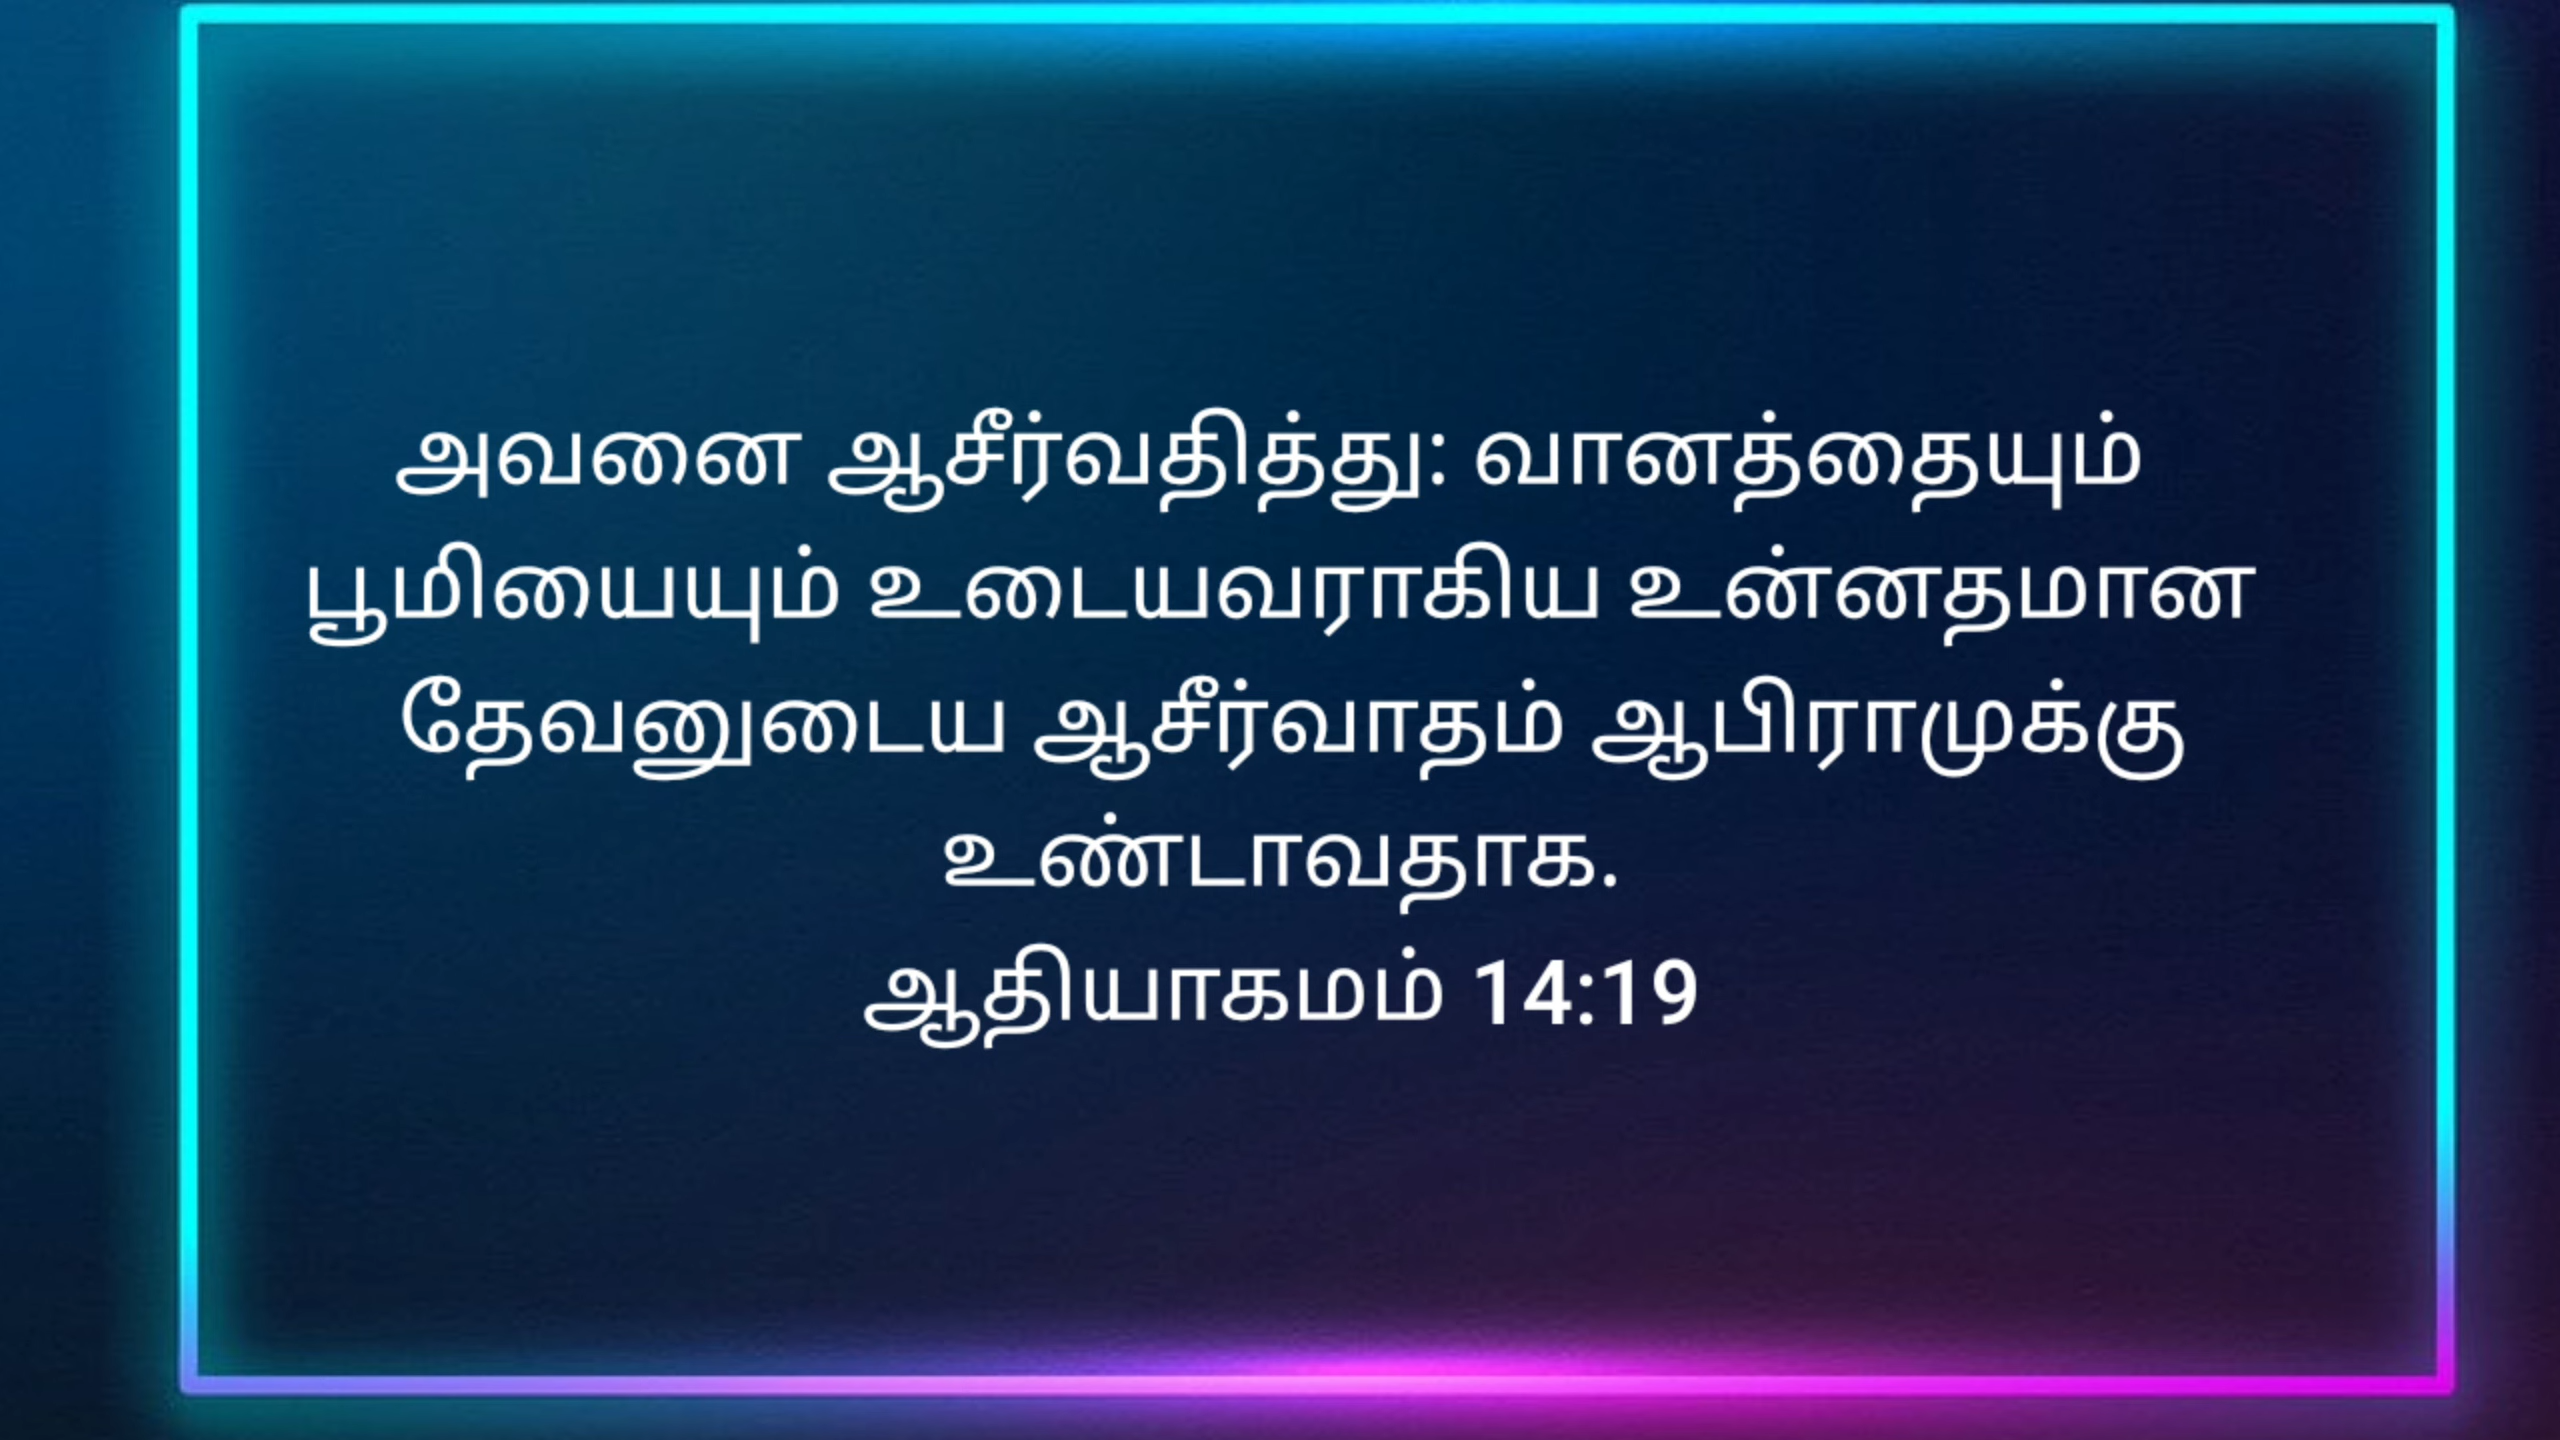 அவனை ஆசீர்வதித்து: வானத்தையும்
பூமியையும் உடையவராகிய உன்னதமான
தேவனுடைய ஆசீர்வாதம் ஆபிராமுக்கு
உண்டாவதாக.
ஆதியாகமம் 14:19